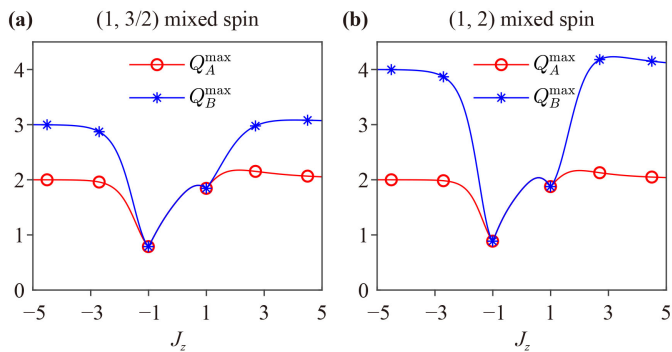 (a) (1, 3/2) mixed spin
Q_A^max
Q_B^max
4
3
2
1
0
−5 −3 −1 1 3 5
J_z
(b) (1, 2) mixed spin
Q_A^max
Q_B^max
4
3
2
1
0
−5 −3 −1 1 3 5
J_z